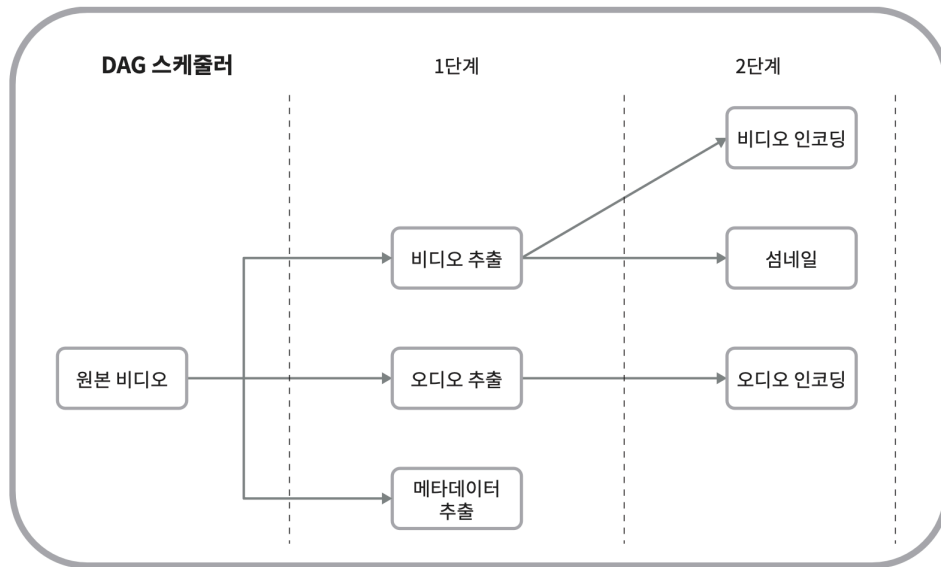 DAG 스케줄러
1단계
2단계
비디오 인코딩
비디오 추출
섬네일
원본 비디오
오디오 추출
오디오 인코딩
메타데이터
추출